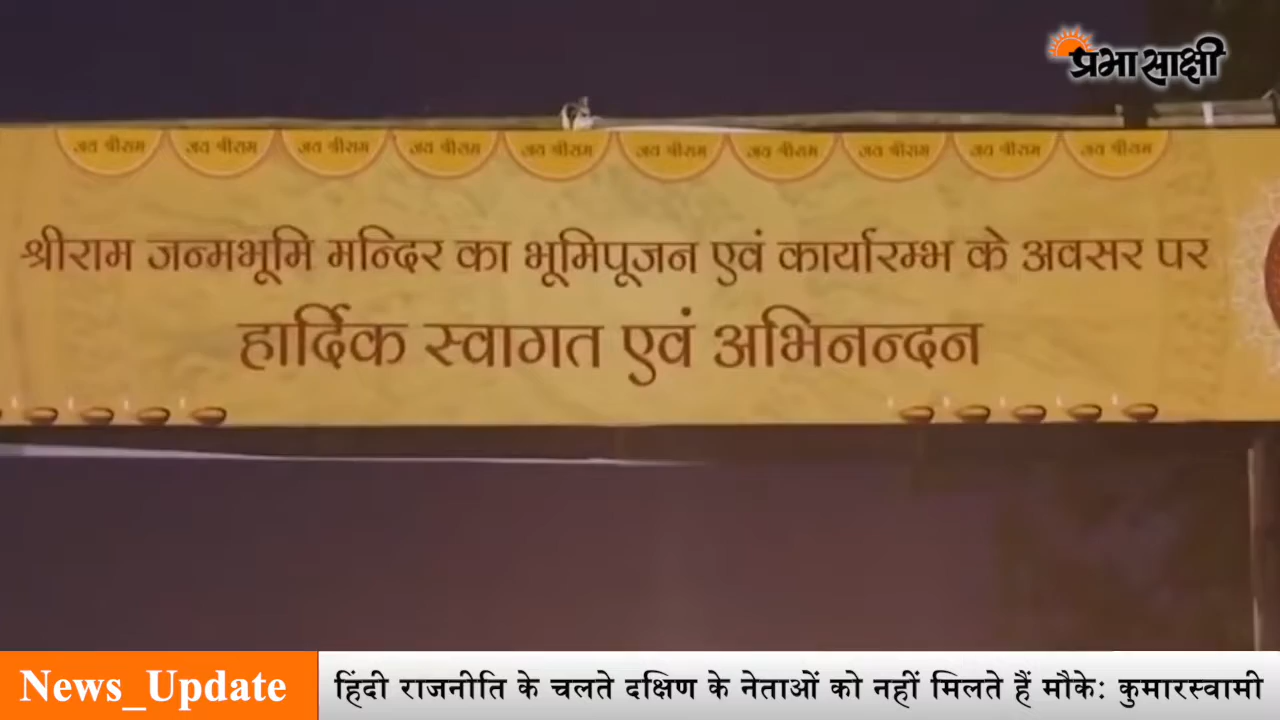 प्रभा साक्षी
जय श्रीराम जय श्रीराम जय श्रीराम जय श्रीराम जय श्रीराम जय श्रीराम जय श्रीराम जय श्रीराम जय श्रीराम जय श्रीराम
श्रीराम जन्मभूमि मन्दिर का भूमिपूजन एवं कार्यारम्भ के अवसर पर
हार्दिक स्वागत एवं अभिनन्दन
News_Update हिंदी राजनीति के चलते दक्षिण के नेताओं को नहीं मिलते हैं मौके: कुमारस्वामी